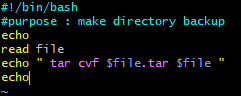 #!/bin/bash
#purpose : make directory backup
echo
read file
echo " tar cvf $file.tar $file "
echo
~